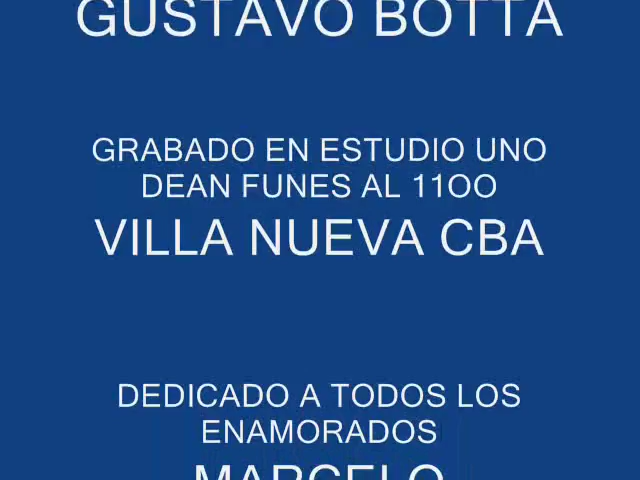 GUSTAVO BOTTA
GRABADO EN ESTUDIO UNO
DEAN FUNES AL 11OO
VILLA NUEVA CBA
DEDICADO A TODOS LOS
ENAMORADOS
MARCELO